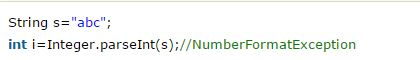 String s="abc";
int i=Integer.parseInt(s);//NumberFormatException